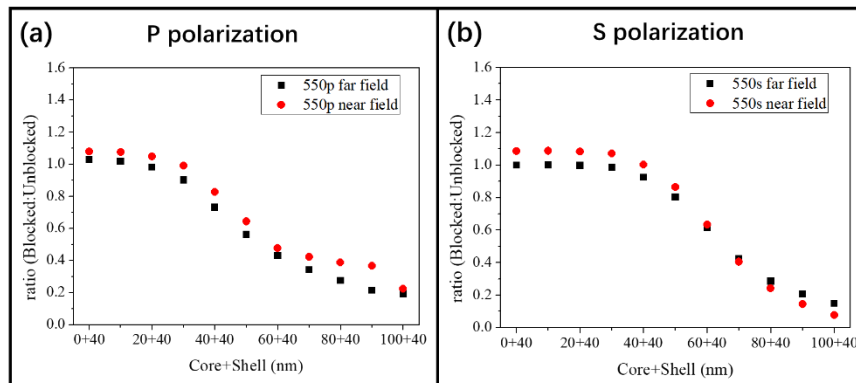 (a) P polarization
1.6
1.4
1.2
1.0
0.8
0.6
0.4
0.2
0.0
ratio (Blocked:Unblocked)
550p far field
550p near field
0+40 20+40 40+40 60+40 80+40 100+40
Core+Shell (nm)
(b) S polarization
1.6
1.4
1.2
1.0
0.8
0.6
0.4
0.2
0.0
ratio (Blocked:Unblocked)
550s far field
550s near field
0+40 20+40 40+40 60+40 80+40 100+40
Core+Shell (nm)